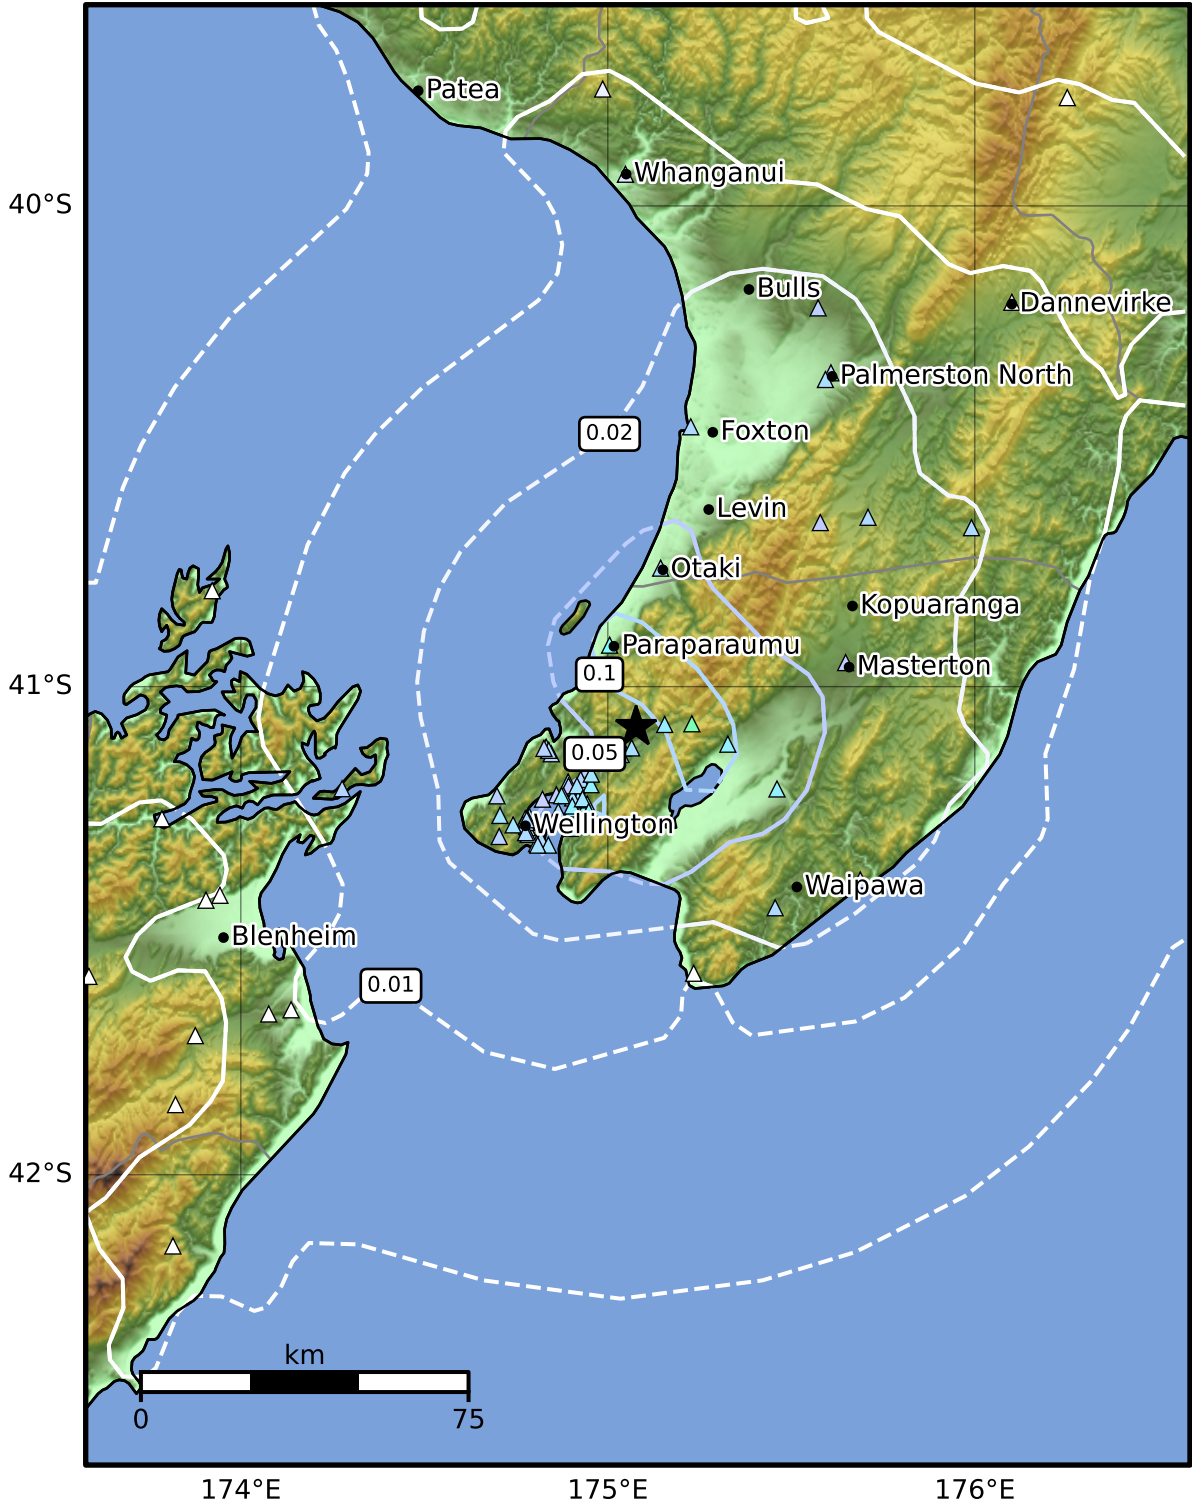 Patea
Whanganui
40°S
Bulls
Dannevirke
Palmerston North
0.02
Foxton
Levin
Otaki
Kopuaranga
Paraparaumu
Masterton
0.1
41°S
0.05
Wellington
Waipawa
Blenheim
0.01
42°S
km
0
75
174°E
175°E
176°E